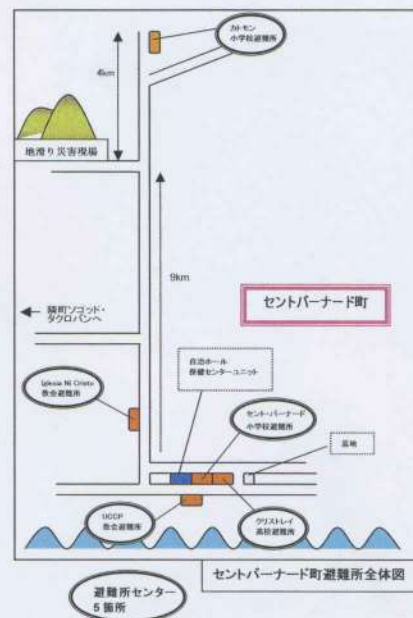 カトモン
小学校避難所
4km
地滑り災害現場
9km
セントバーナード町
隣町ソゴッド・
タクロバンへ
自治ホール
保健センターユニット
Iglesia Ni Cristo
教会避難所
セント・バーナード
小学校避難所
墓地
UCCP
教会避難所
クリストレイ
高校避難所
避難所センター
5箇所
セントバーナード町避難所全体図